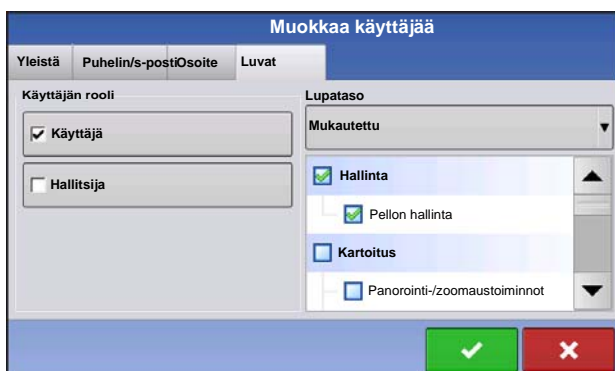 Muokkaa käyttäjää
Yleistä
Puhelin/s-posti
Osoite
Luvat
Käyttäjän rooli
Käyttäjä
Hallitsija
Lupataso
Mukautettu
Hallinta
Pellon hallinta
Kartoitus
Panorointi-/zoomaustoiminnot